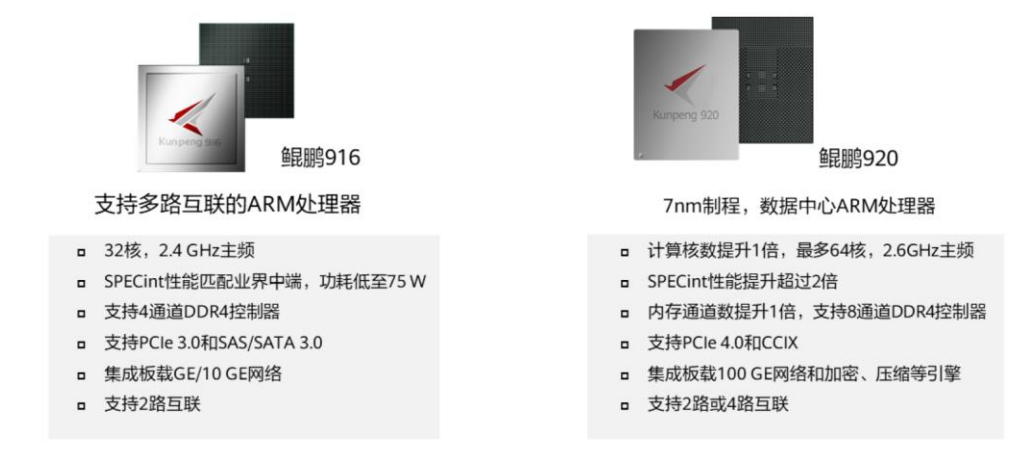 Kunpeng 916
鲲鹏916
支持多路互联的ARM处理器
32核，2.4 GHz主频
SPECint性能匹配业界中端，功耗低至75 W
支持4通道DDR4控制器
支持PCIe 3.0和SAS/SATA 3.0
集成板载GE/10 GE网络
支持2路互联
Kunpeng 920
鲲鹏920
7nm制程，数据中心ARM处理器
计算核数提升1倍，最多64核，2.6GHz主频
SPECint性能提升超过2倍
内存通道数提升1倍，支持8通道DDR4控制器
支持PCIe 4.0和CCIX
集成板载100 GE网络和加密、压缩等引擎
支持2路或4路互联